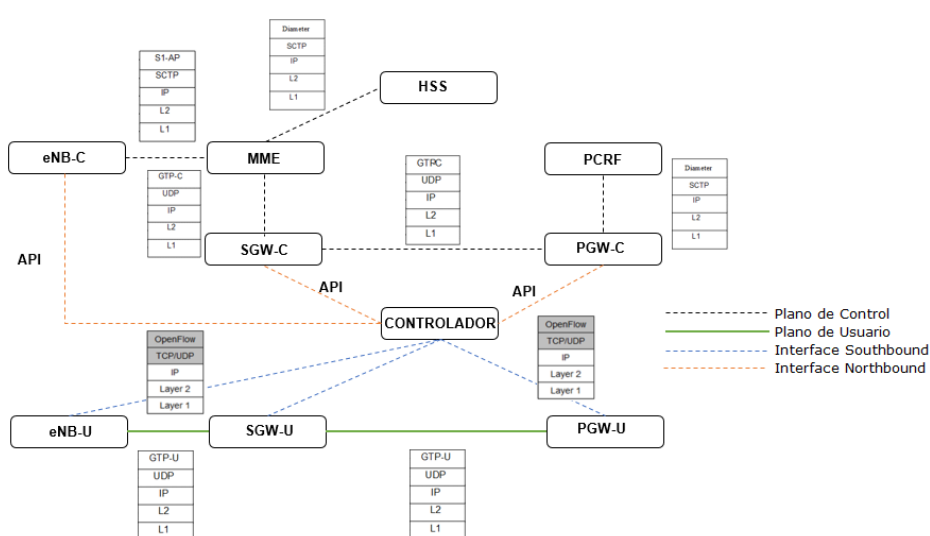 Diameter
SCTP
IP
L2
L1
S1-AP
SCTP
IP
L2
L1
HSS
eNB-C
MME
PCRF
GTP-C
UDP
IP
L2
L1
GTPC
UDP
IP
L2
L1
Diameter
SCTP
IP
L2
L1
SGW-C
PGW-C
API
API
API
CONTROLADOR
Plano de Control
Plano de Usuario
Interface Southbound
Interface Northbound
OpenFlow
TCP/UDP
IP
Layer 2
Layer 1
OpenFlow
TCP/UDP
IP
Layer 2
Layer 1
eNB-U
SGW-U
PGW-U
GTP-U
UDP
IP
L2
L1
GTP-U
UDP
IP
L2
L1